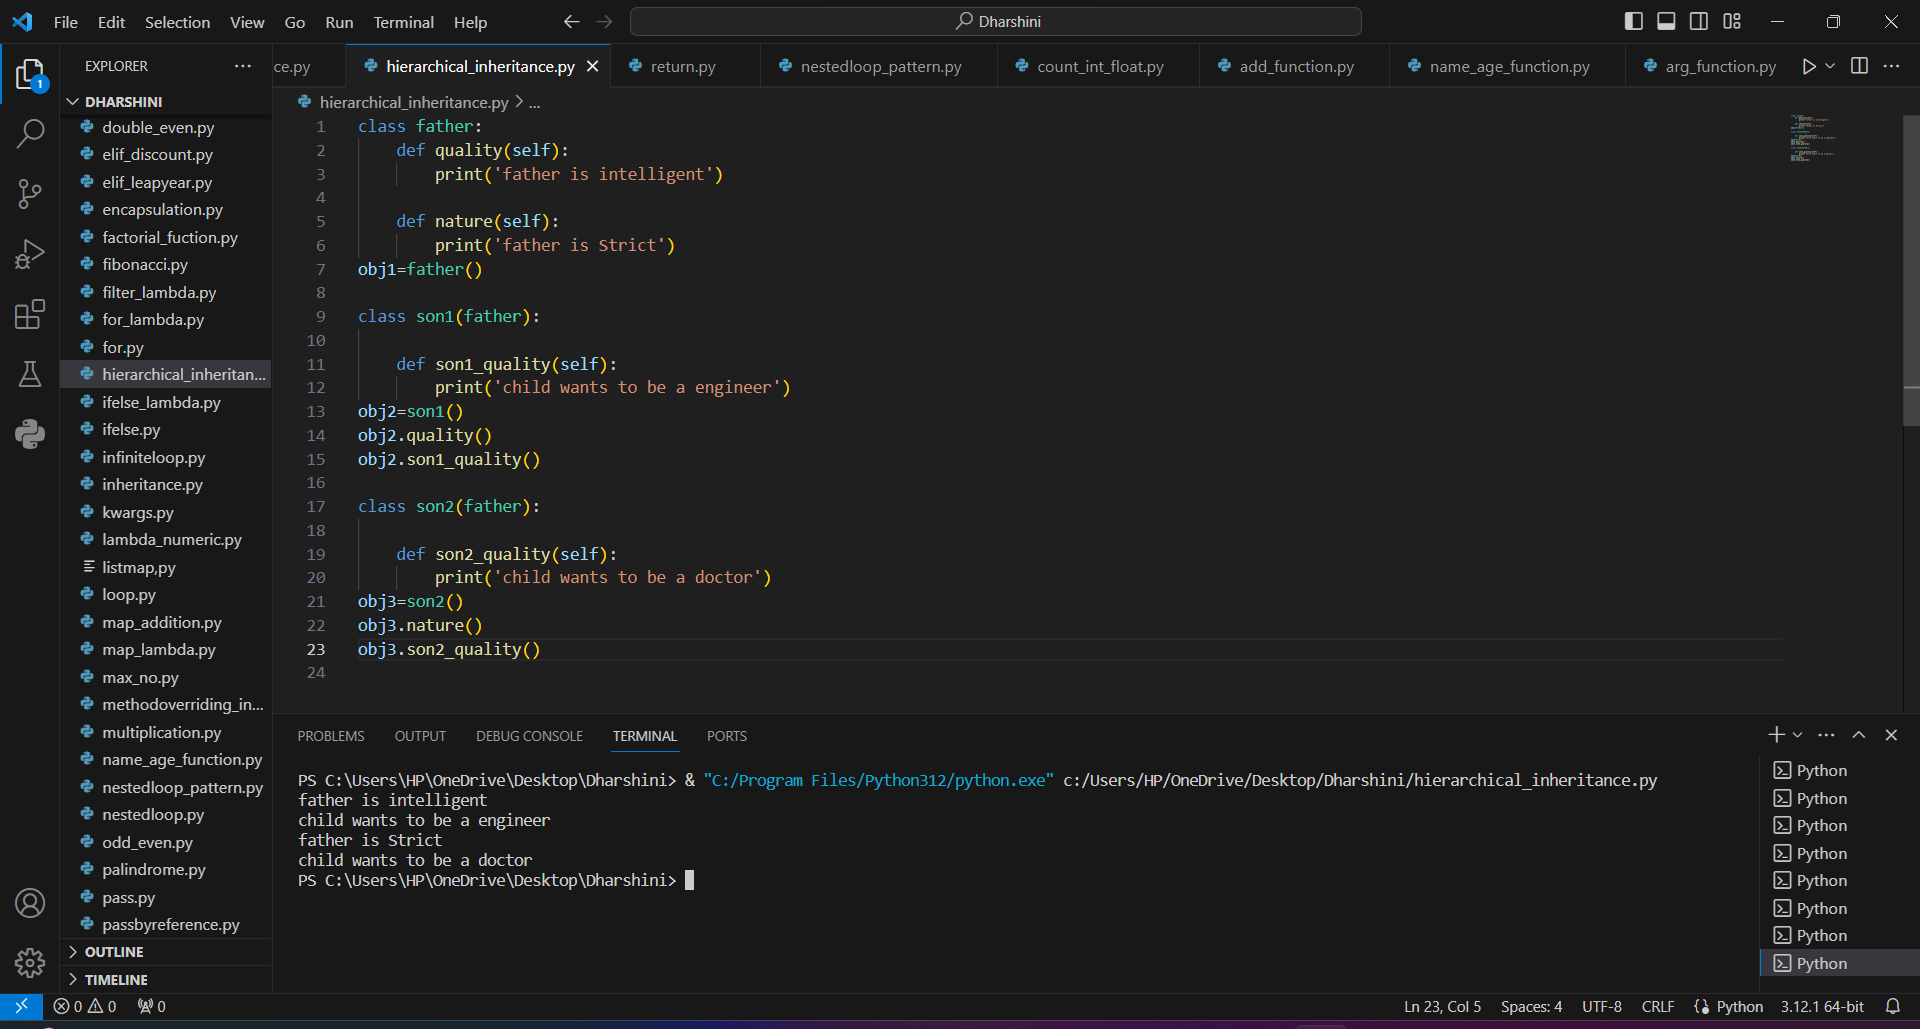 File Edit Selection View Go Run Terminal Help Dharshini
EXPLORER
DHARSHINI
double_even.py
elif_discount.py
elif_leapyear.py
encapsulation.py
factorial_fuction.py
fibonacci.py
filter_lambda.py
for_lambda.py
for.py
hierarchical_inheritan...
ifelse_lambda.py
ifelse.py
infiniteloop.py
inheritance.py
kwargs.py
lambda_numeric.py
listmap,py
loop.py
map_addition.py
map_lambda.py
max_no.py
methodoverriding_in...
multiplication.py
name_age_function.py
nestedloop_pattern.py
nestedloop.py
odd_even.py
palindrome.py
pass.py
passbyreference.py
OUTLINE
TIMELINE
1
ce.py hierarchical_inheritance.py return.py nestedloop_pattern.py count_int_float.py add_function.py name_age_function.py arg_function.py
hierarchical_inheritance.py > ...
1 class father:
2 def quality(self):
3 print('father is intelligent')
4
5 def nature(self):
6 print('father is Strict')
7 obj1=father()
8
9 class son1(father):
10
11 def son1_quality(self):
12 print('child wants to be a engineer')
13 obj2=son1()
14 obj2.quality()
15 obj2.son1_quality()
16
17 class son2(father):
18
19 def son2_quality(self):
20 print('child wants to be a doctor')
21 obj3=son2()
22 obj3.nature()
23 obj3.son2_quality()
24
PROBLEMS OUTPUT DEBUG CONSOLE TERMINAL PORTS
PS C:\Users\HP\OneDrive\Desktop\Dharshini> & "C:/Program Files/Python312/python.exe" c:/Users/HP/OneDrive/Desktop/Dharshini/hierarchical_inheritance.py
father is intelligent
child wants to be a engineer
father is Strict
child wants to be a doctor
PS C:\Users\HP\OneDrive\Desktop\Dharshini>
Python
Python
Python
Python
Python
Python
Python
Python
0 0 0 Ln 23, Col 5 Spaces: 4 UTF-8 CRLF Python 3.12.1 64-bit